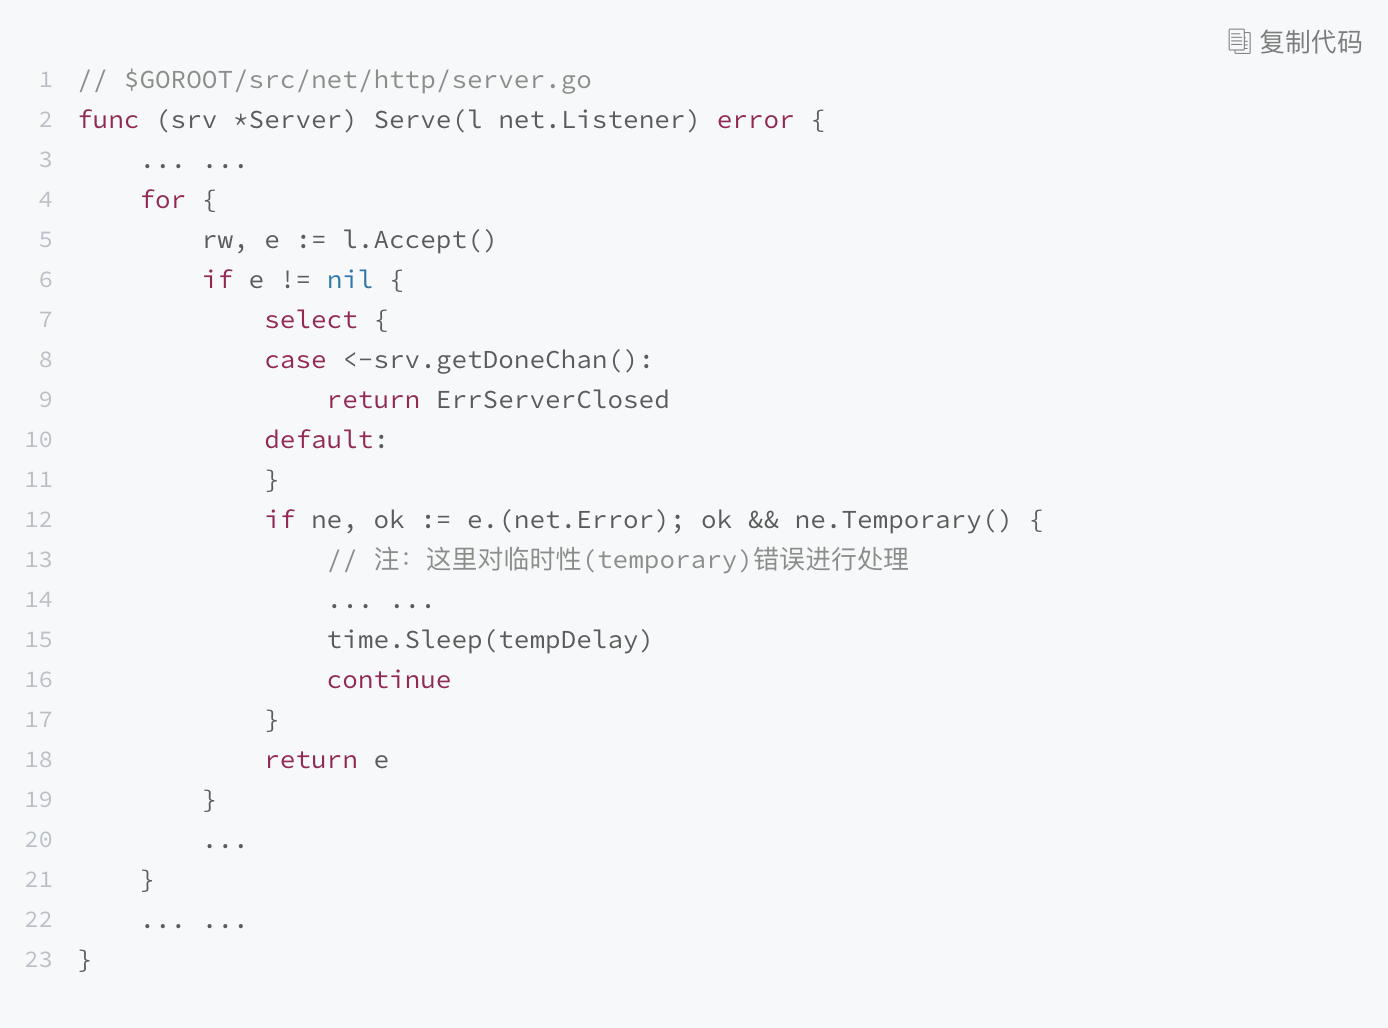 复制代码
1 // $GOROOT/src/net/http/server.go
2 func (srv *Server) Serve(l net.Listener) error {
3     ... ...
4     for {
5         rw, e := l.Accept()
6         if e != nil {
7             select {
8             case <-srv.getDoneChan():
9                 return ErrServerClosed
10             default:
11             }
12             if ne, ok := e.(net.Error); ok && ne.Temporary() {
13                 // 注：这里对临时性(temporary)错误进行处理
14                 ... ...
15                 time.Sleep(tempDelay)
16                 continue
17             }
18             return e
19         }
20         ...
21     }
22     ... ...
23 }